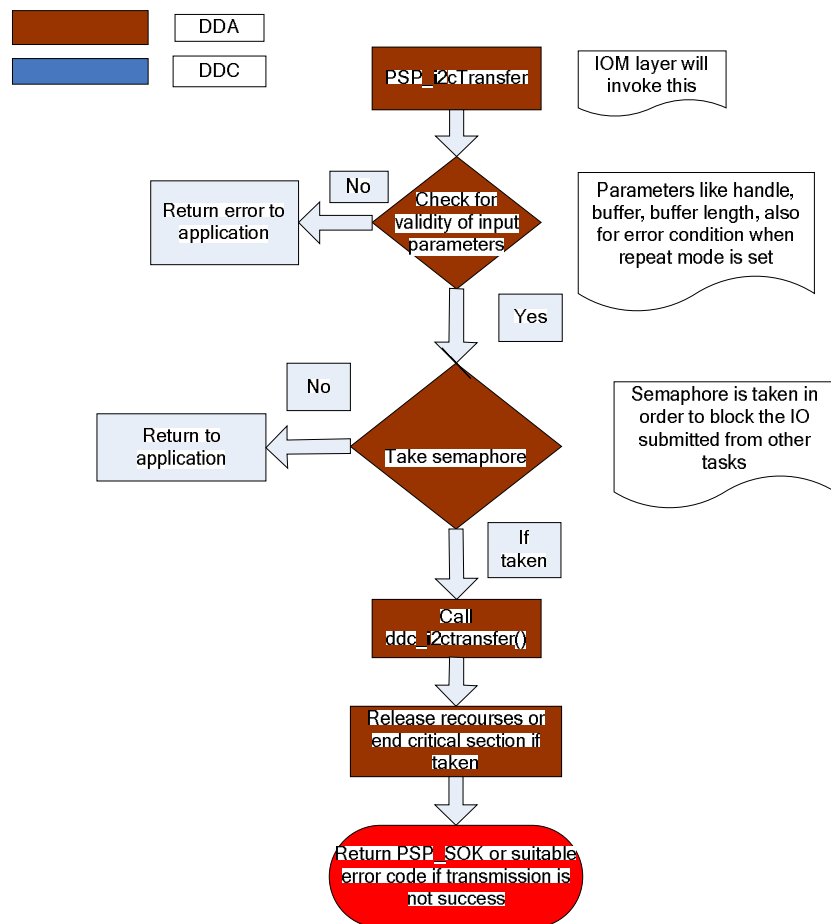 DDA
DDC
PSP_i2cTransfer
IOM layer will
invoke this
No
Return error to
application
Check for
validity of input
parameters
Parameters like handle,
buffer, buffer length, also
for error condition when
repeat mode is set
Yes
No
Return to
application
Take semaphore
Semaphore is taken in
order to block the IO
submitted from other
tasks
If
taken
Call
ddc_i2ctransfer()
Release recourses or
end critical section if
taken
Return PSP_SOK or suitable
error code if transmission is
not success